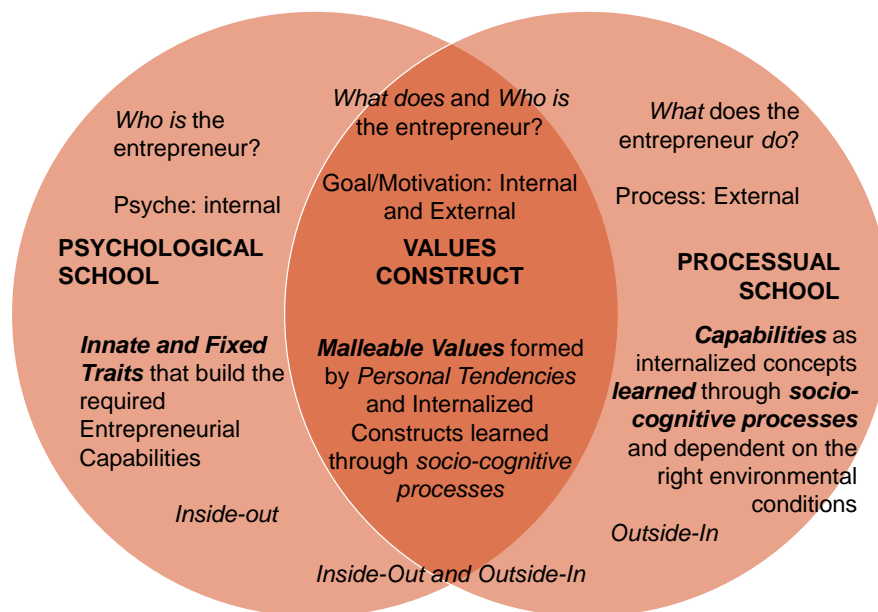 Who is the
entrepreneur?
Psyche: internal
PSYCHOLOGICAL
SCHOOL
Innate and Fixed
Traits that build the
required
Entrepreneurial
Capabilities
Inside-out
What does and Who is
the entrepreneur?
Goal/Motivation: Internal
and External
VALUES
CONSTRUCT
Malleable Values formed
by Personal Tendencies
and Internalized
Constructs learned
through socio-cognitive
processes
Inside-Out and Outside-In
What does the
entrepreneur do?
Process: External
PROCESSUAL
SCHOOL
Capabilities as
internalized concepts
learned through socio-
cognitive processes
and dependent on the
right environmental
conditions
Outside-In